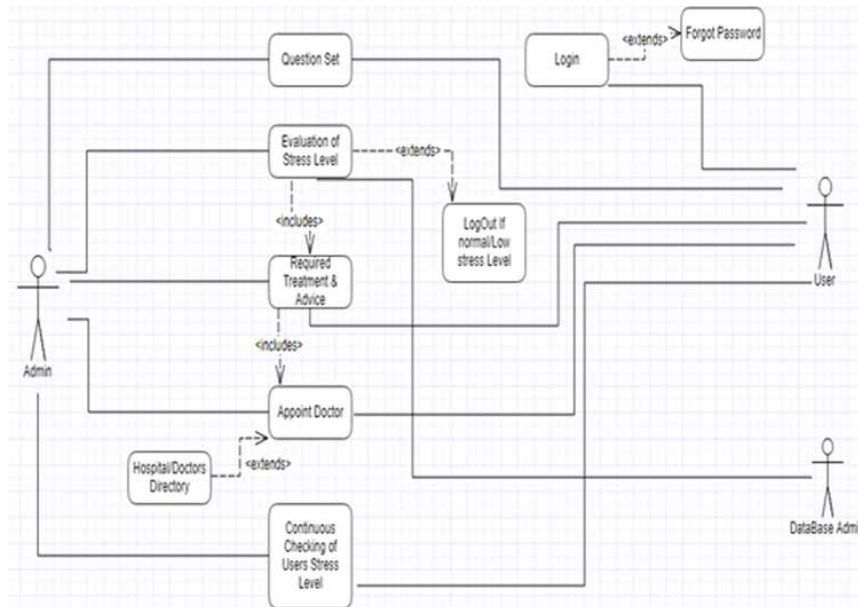 Question Set
Login
<extends>
Forgot Password
Evaluation of
Stress Level
<extends>
<includes>
LogOut If
normal/Low
stress Level
Required
Treatment &
Advice
User
Admin
<includes>
Appoint Doctor
Hospital/Doctors
Directory
<extends>
Continuous
Checking of
Users Stress
Level
DataBase Admi